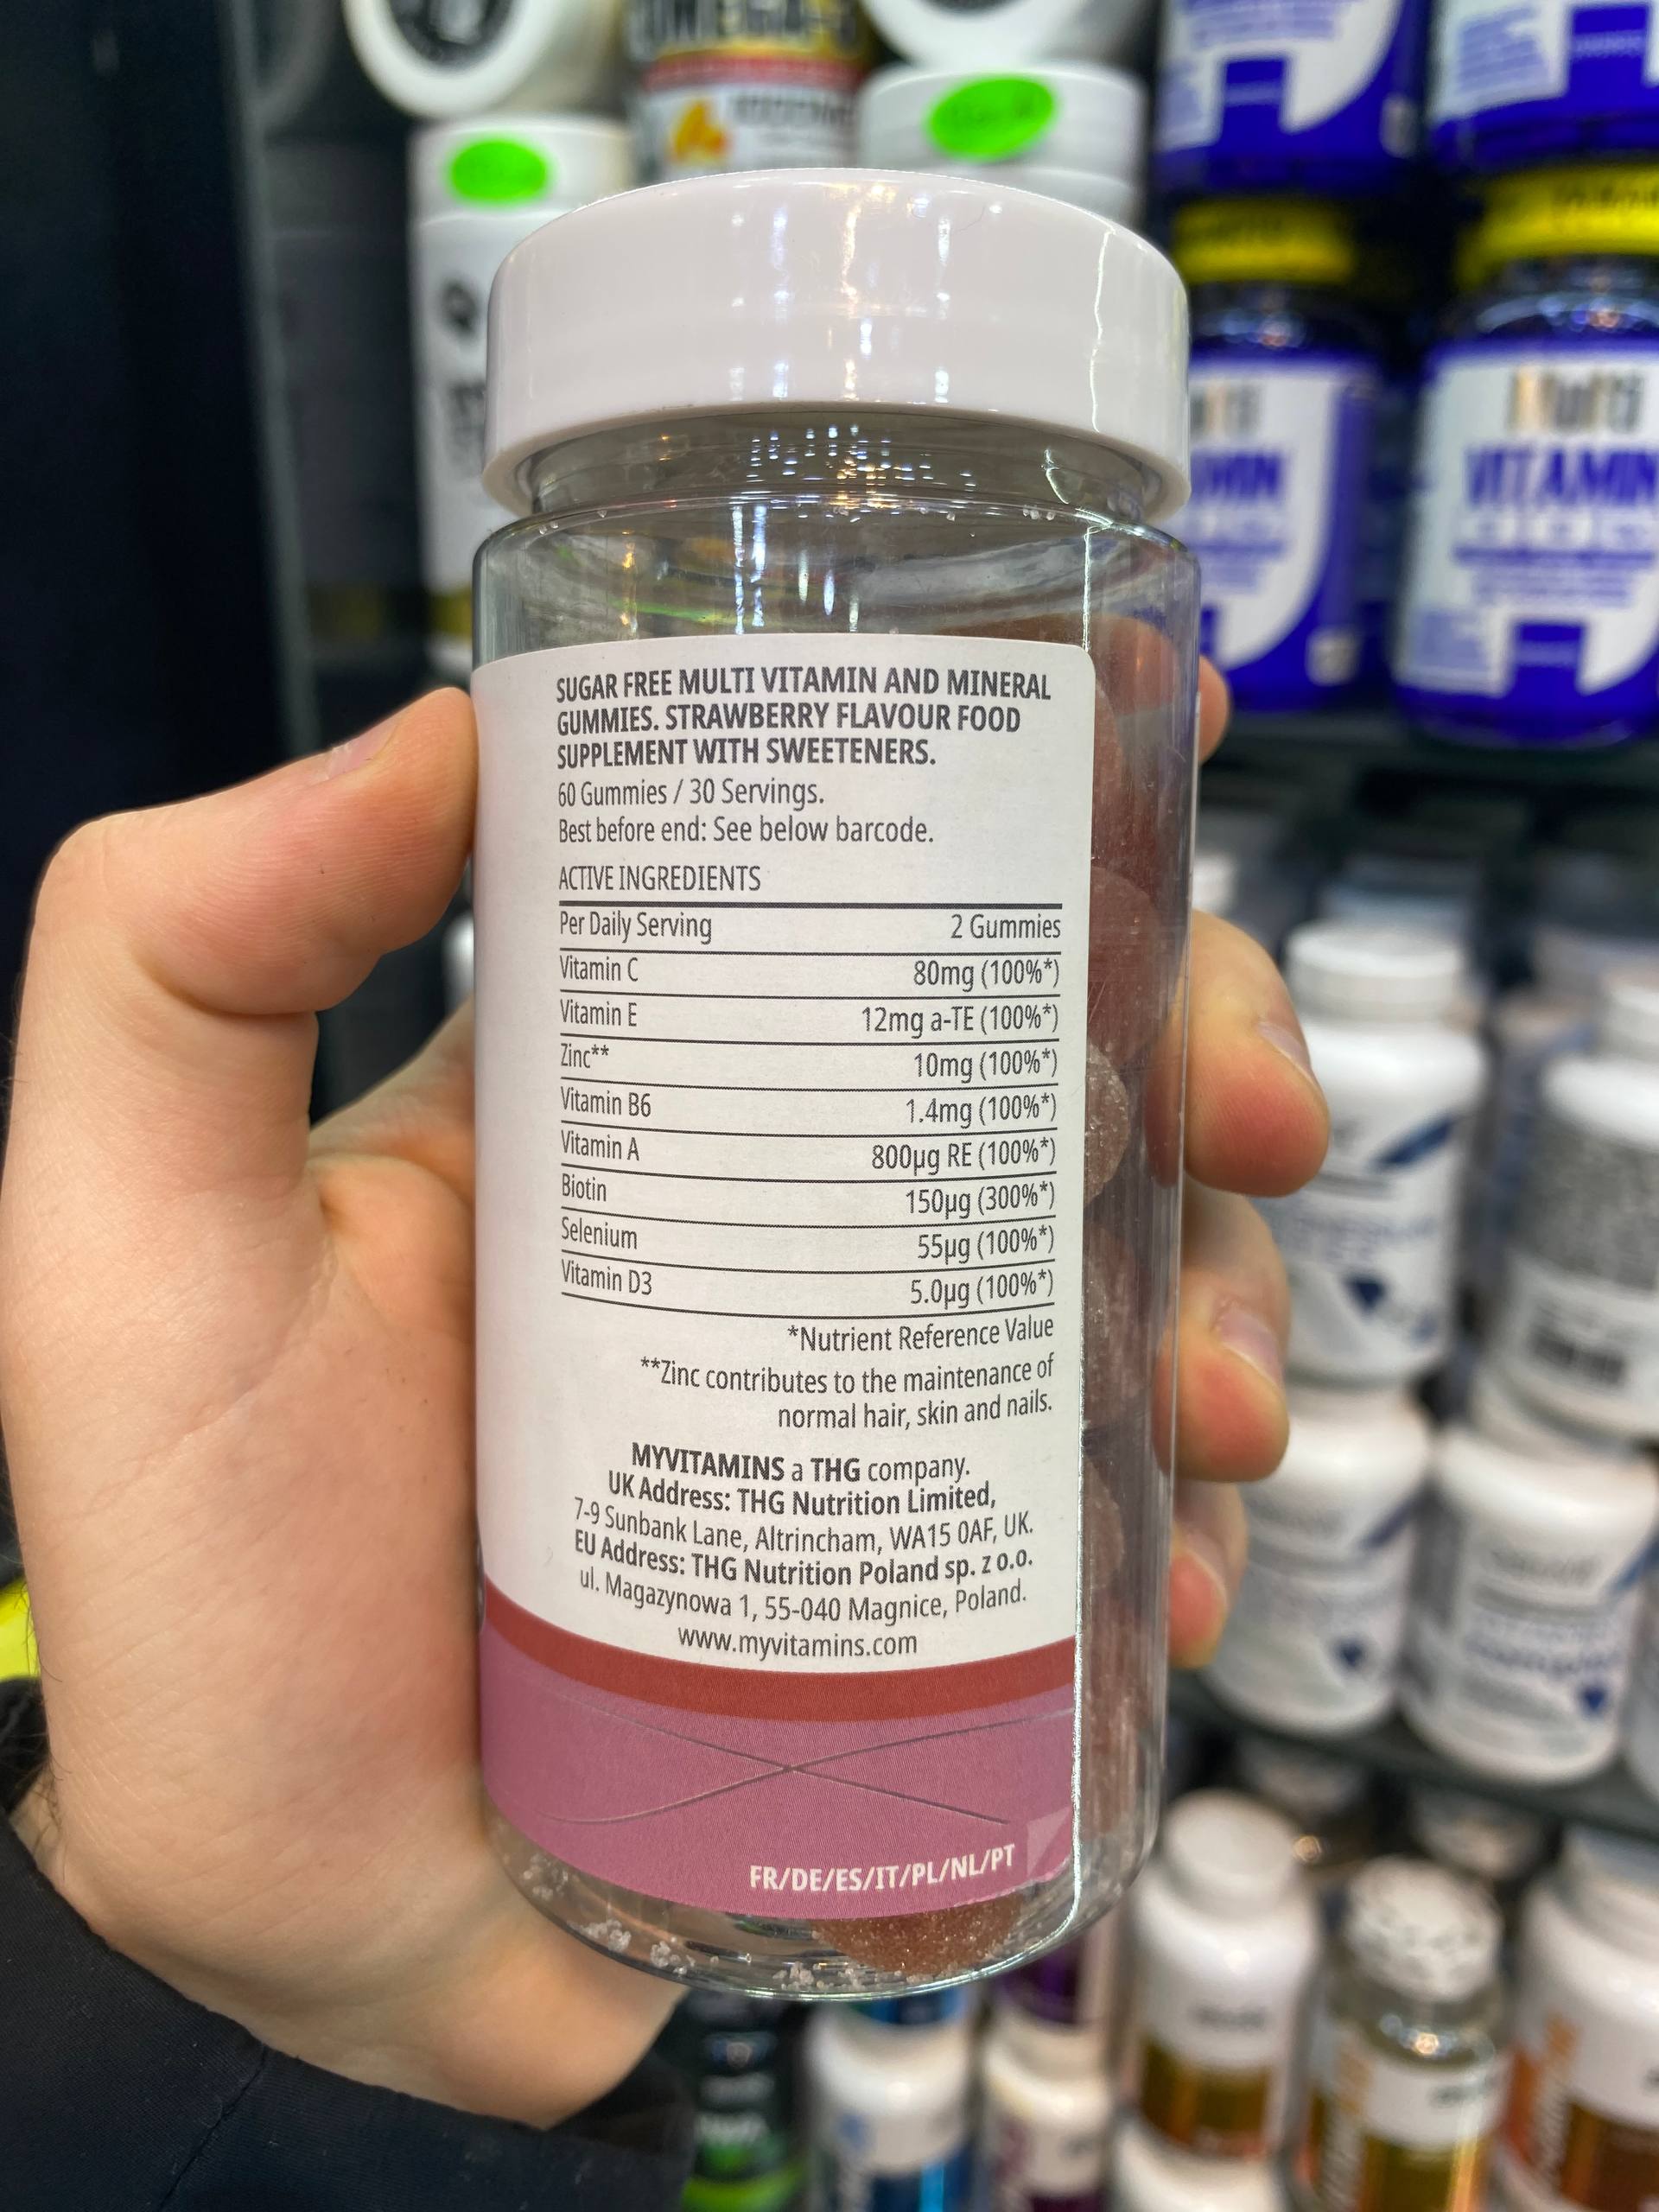 OMEGA-3
SUGAR FREE MULTI VITAMIN AND MINERAL
GUMMIES. STRAWBERRY FLAVOUR FOOD
SUPPLEMENT WITH SWEETENERS.
60 Gummies / 30 Servings.
Best before end: See below barcode.
ACTIVE INGREDIENTS
Per Daily Serving 2 Gummies
Vitamin C 80mg (100%*)
Vitamin E 12mg a-TE (100%*)
Zinc** 10mg (100%*)
Vitamin B6 1.4mg (100%*)
Vitamin A 800µg RE (100%*)
Biotin 150µg (300%*)
Selenium 55µg (100%*)
Vitamin D3 5.0µg (100%*)
*Nutrient Reference Value
**Zinc contributes to the maintenance of
normal hair, skin and nails.
MYVITAMINS a THG company.
UK Address: THG Nutrition Limited,
7-9 Sunbank Lane, Altrincham, WA15 0AF, UK.
EU Address: THG Nutrition Poland sp. z o.o.
ul. Magazynowa 1, 55-040 Magnice, Poland.
www.myvitamins.com
FR/DE/ES/IT/PL/NL/PT
VITAMIN